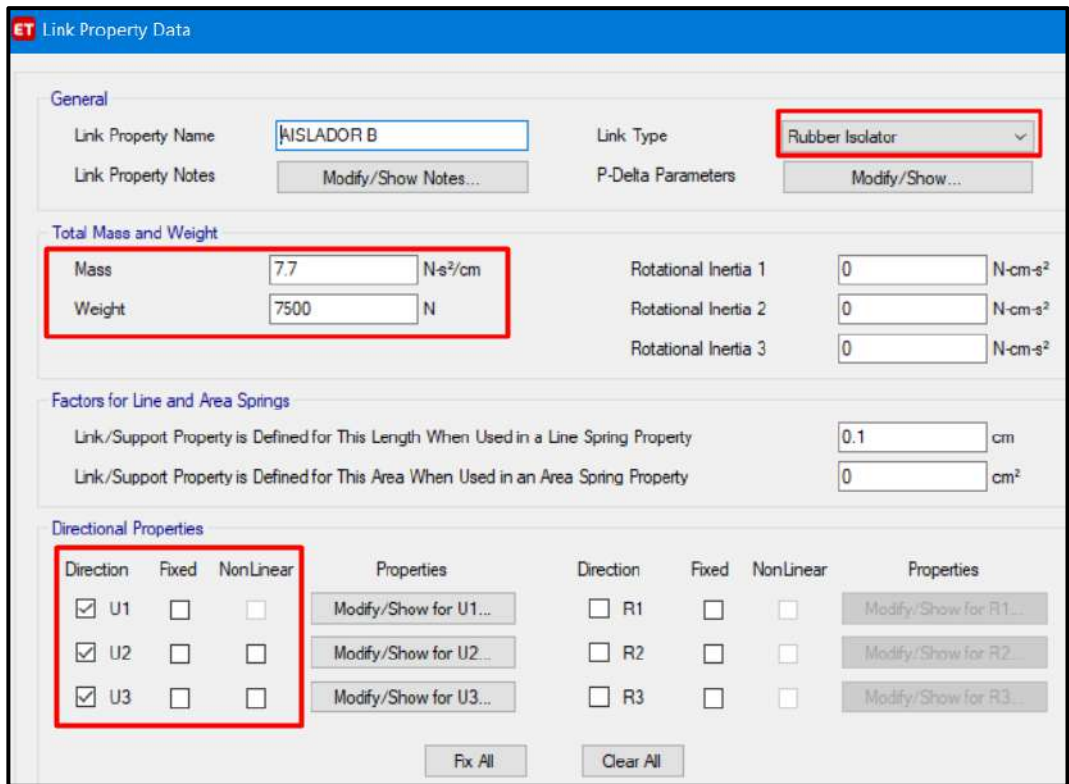 ET Link Property Data
General
Link Property Name AISLADOR B Link Type Rubber Isolator
Link Property Notes Modify/Show Notes... P-Delta Parameters Modify/Show...
Total Mass and Weight
Mass 7.7 N-s²/cm Rotational Inertia 1 0 N-cm-s²
Weight 7500 N Rotational Inertia 2 0 N-cm-s²
Rotational Inertia 3 0 N-cm-s²
Factors for Line and Area Springs
Link/Support Property is Defined for This Length When Used in a Line Spring Property 0.1 cm
Link/Support Property is Defined for This Area When Used in an Area Spring Property 0 cm²
Directional Properties
Direction Fixed NonLinear Properties Direction Fixed NonLinear Properties
U1 Modify/Show for U1... R1 Modify/Show for R1...
U2 Modify/Show for U2... R2 Modify/Show for R2...
U3 Modify/Show for U3... R3 Modify/Show for R3...
Fix All Clear All